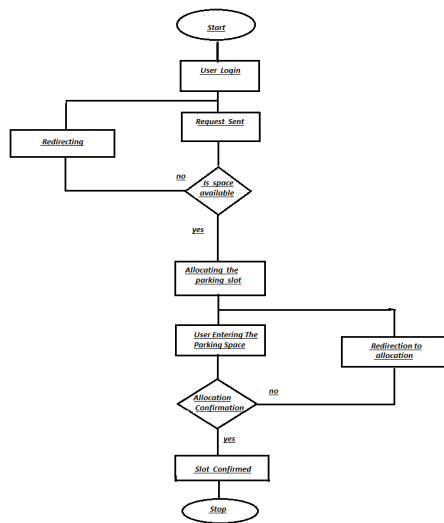 Start
User Login
Request Sent
Redirecting
no
Is space
available
yes
Allocating the
parking slot
User Entering The
Parking Space
Redirection to
allocation
Allocation
Confirmation
no
yes
Slot Confirmed
Stop